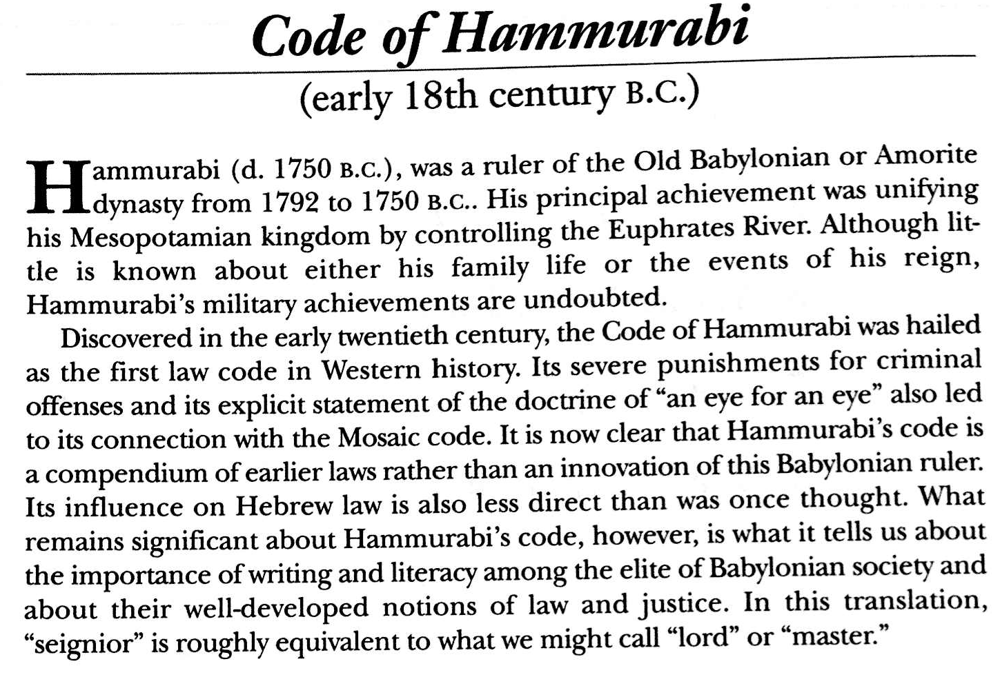 Code of Hammurabi
(early 18th century B.C.)
Hammurabi (d. 1750 B.C.), was a ruler of the Old Babylonian or Amorite
dynasty from 1792 to 1750 B.C.. His principal achievement was unifying
his Mesopotamian kingdom by controlling the Euphrates River. Although lit-
tle is known about either his family life or the events of his reign,
Hammurabi's military achievements are undoubted.
Discovered in the early twentieth century, the Code of Hammurabi was hailed
as the first law code in Western history. Its severe punishments for criminal
offenses and its explicit statement of the doctrine of “an eye for an eye” also led
to its connection with the Mosaic code. It is now clear that Hammurabi's code is
a compendium of earlier laws rather than an innovation of this Babylonian ruler.
Its influence on Hebrew law is also less direct than was once thought. What
remains significant about Hammurabi's code, however, is what it tells us about
the importance of writing and literacy among the elite of Babylonian society and
about their well-developed notions of law and justice. In this translation,
“seignior” is roughly equivalent to what we might call “lord” or “master.”